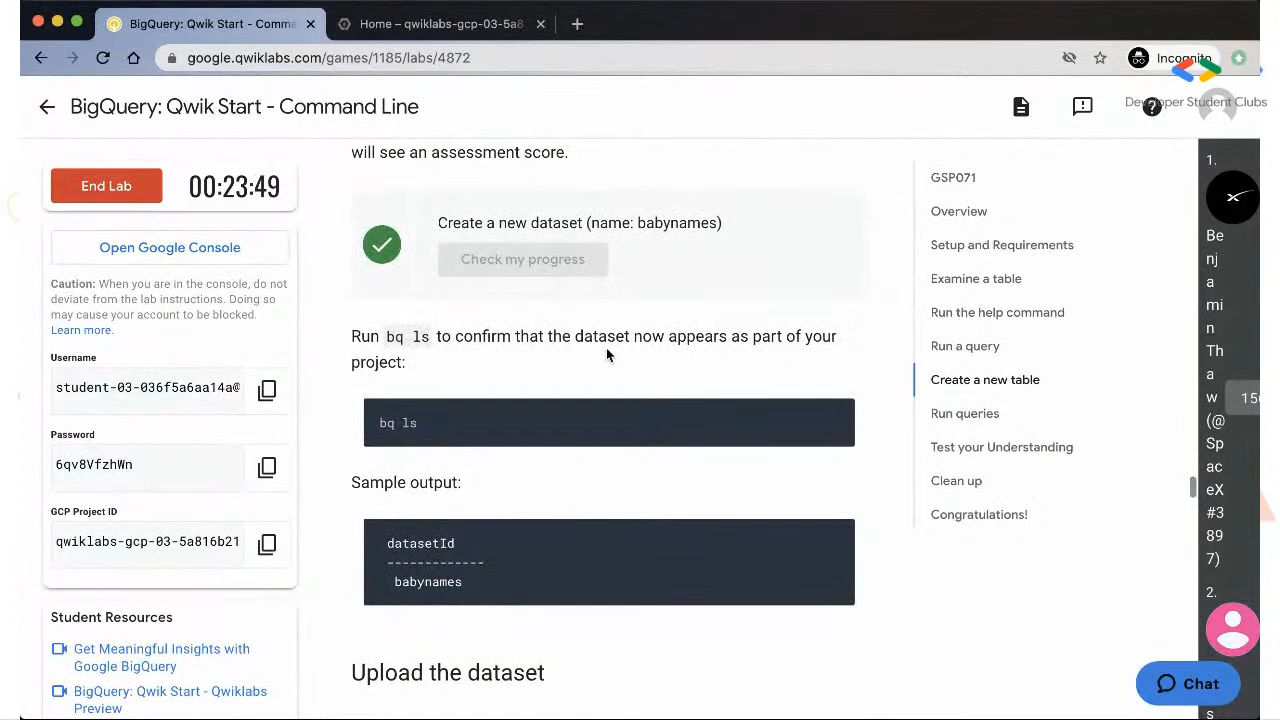 BigQuery: Qwik Start - Comma
Home – qwiklabs-gcp-03-5a8
google.qwiklabs.com/games/1185/labs/4872
Incognito
BigQuery: Qwik Start - Command Line
Developer Student Clubs
End Lab
00:23:49
Open Google Console
Caution: When you are in the console, do not
deviate from the lab instructions. Doing so
may cause your account to be blocked.
Learn more.
Username
student-03-036f5a6aa14a@
Password
6qv8VfzhWn
GCP Project ID
qwiklabs-gcp-03-5a816b21
Student Resources
Get Meaningful Insights with
Google BigQuery
BigQuery: Qwik Start - Qwiklabs
Preview
will see an assessment score.
Create a new dataset (name: babynames)
Check my progress
Run bq ls to confirm that the dataset now appears as part of your
project:
bq ls
Sample output:
datasetId
-------------
babynames
Upload the dataset
GSP071
Overview
Setup and Requirements
Examine a table
Run the help command
Run a query
Create a new table
Run queries
Test your Understanding
Clean up
Congratulations!
1.
Be
nj
a
mi
n
Th
a
w
(@
Sp
ac
eX
#3
89
7)
2.
s
Chat